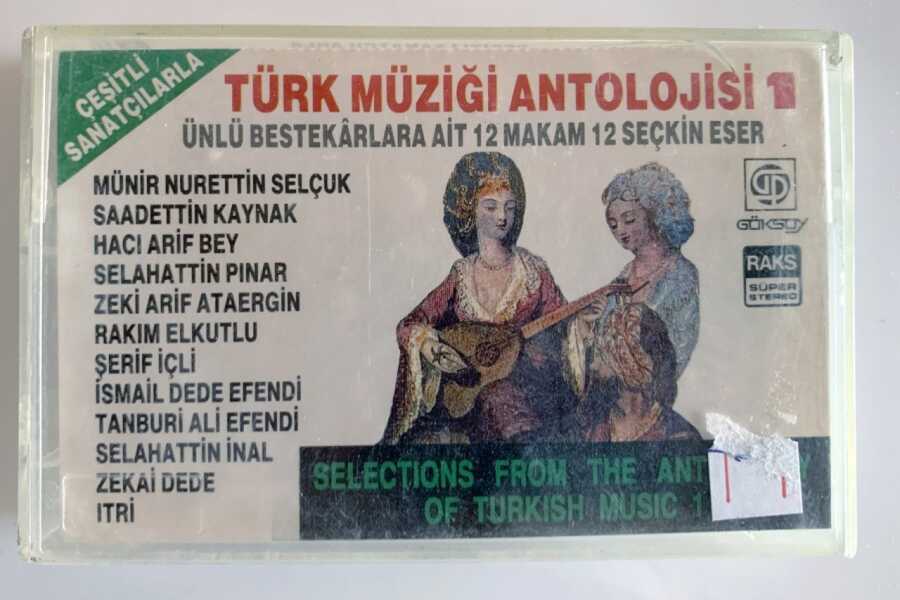 ÇEŞİTLİ
SANATÇILARLA
TÜRK MÜZİĞİ ANTOLOJİSİ 1
ÜNLÜ BESTEKÂRLARA AİT 12 MAKAM 12 SEÇKİN ESER
MÜNİR NURETTİN SELÇUK
SAADETTİN KAYNAK
HACI ARİF BEY
SELAHATTİN PINAR
ZEKİ ARİF ATAERGİN
RAKIM ELKUTLU
ŞERİF İÇLİ
İSMAİL DEDE EFENDİ
TANBURİ ALİ EFENDİ
SELAHATTİN İNAL
ZEKAİ DEDE
ITRİ
GÖKSOY
RAKS
SÜPER
STEREO
SELECTIONS FROM THE
OF TURKISH MUSIC 1